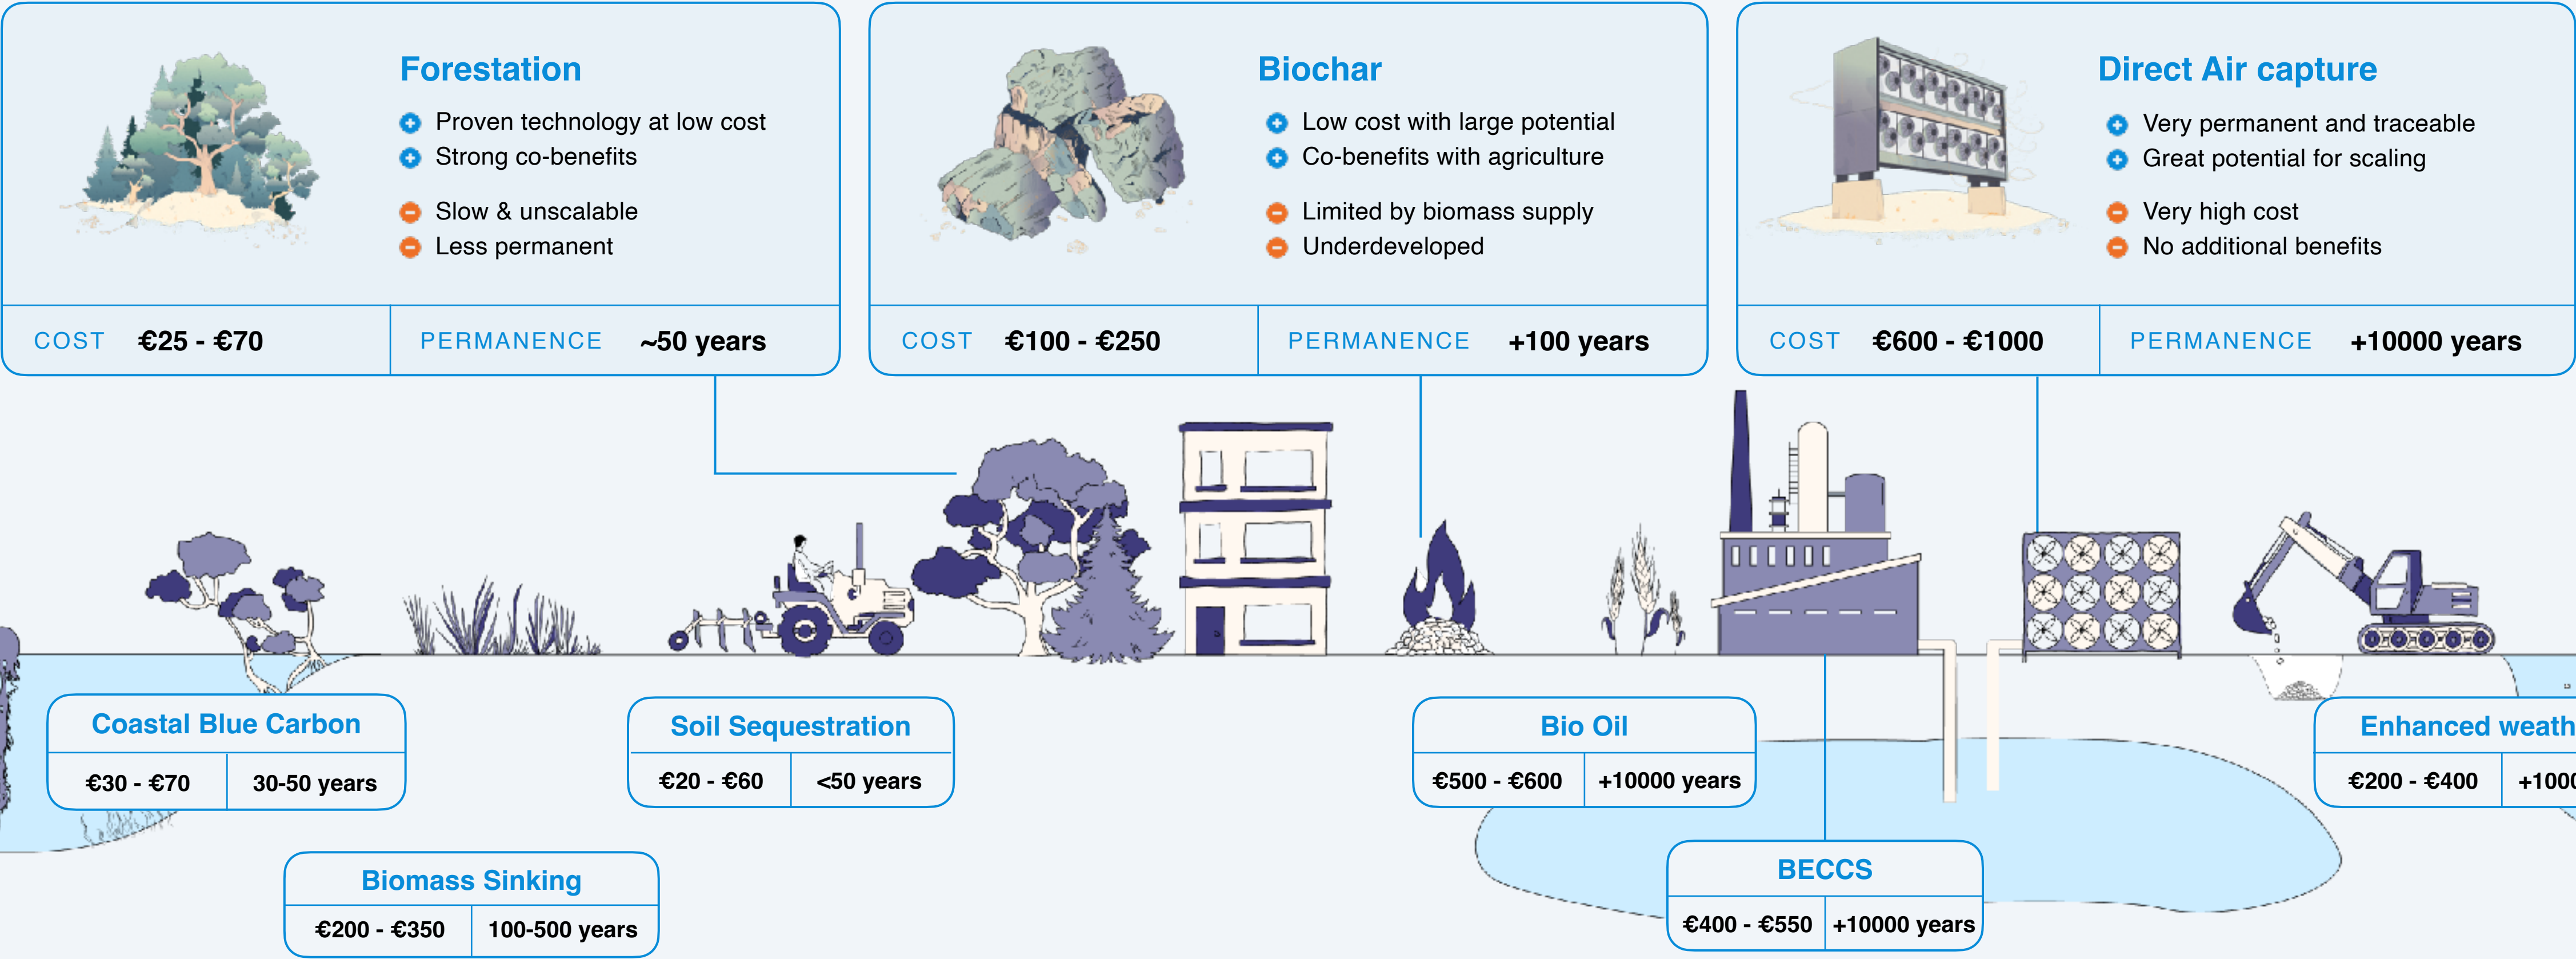 Forestation
Proven technology at low cost
Strong co-benefits
Slow & unscalable
Less permanent
COST €25 - €70 PERMANENCE ~50 years
Biochar
Low cost with large potential
Co-benefits with agriculture
Limited by biomass supply
Underdeveloped
COST €100 - €250 PERMANENCE +100 years
Direct Air capture
Very permanent and traceable
Great potential for scaling
Very high cost
No additional benefits
COST €600 - €1000 PERMANENCE +10000 years
Coastal Blue Carbon
€30 - €70 30-50 years
Soil Sequestration
€20 - €60 <50 years
Bio Oil
€500 - €600 +10000 years
Enhanced
€200 - €400
Biomass Sinking
€200 - €350 100-500 years
BECCS
€400 - €550 +10000 years